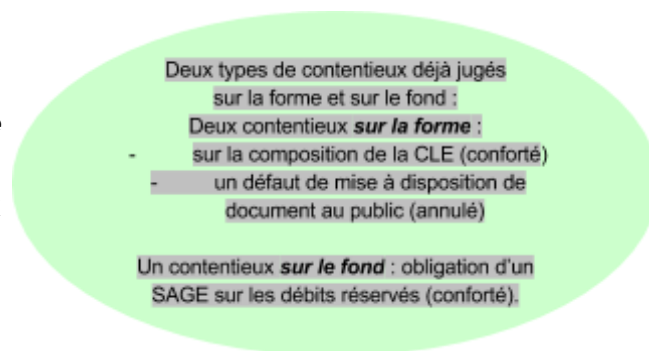 Deux types de contentieux déjà jugés
sur la forme et sur le fond :
Deux contentieux sur la forme :
- sur la composition de la CLE (conforté)
- un défaut de mise à disposition de
document au public (annulé)
Un contentieux sur le fond : obligation d'un
SAGE sur les débits réservés (conforté).